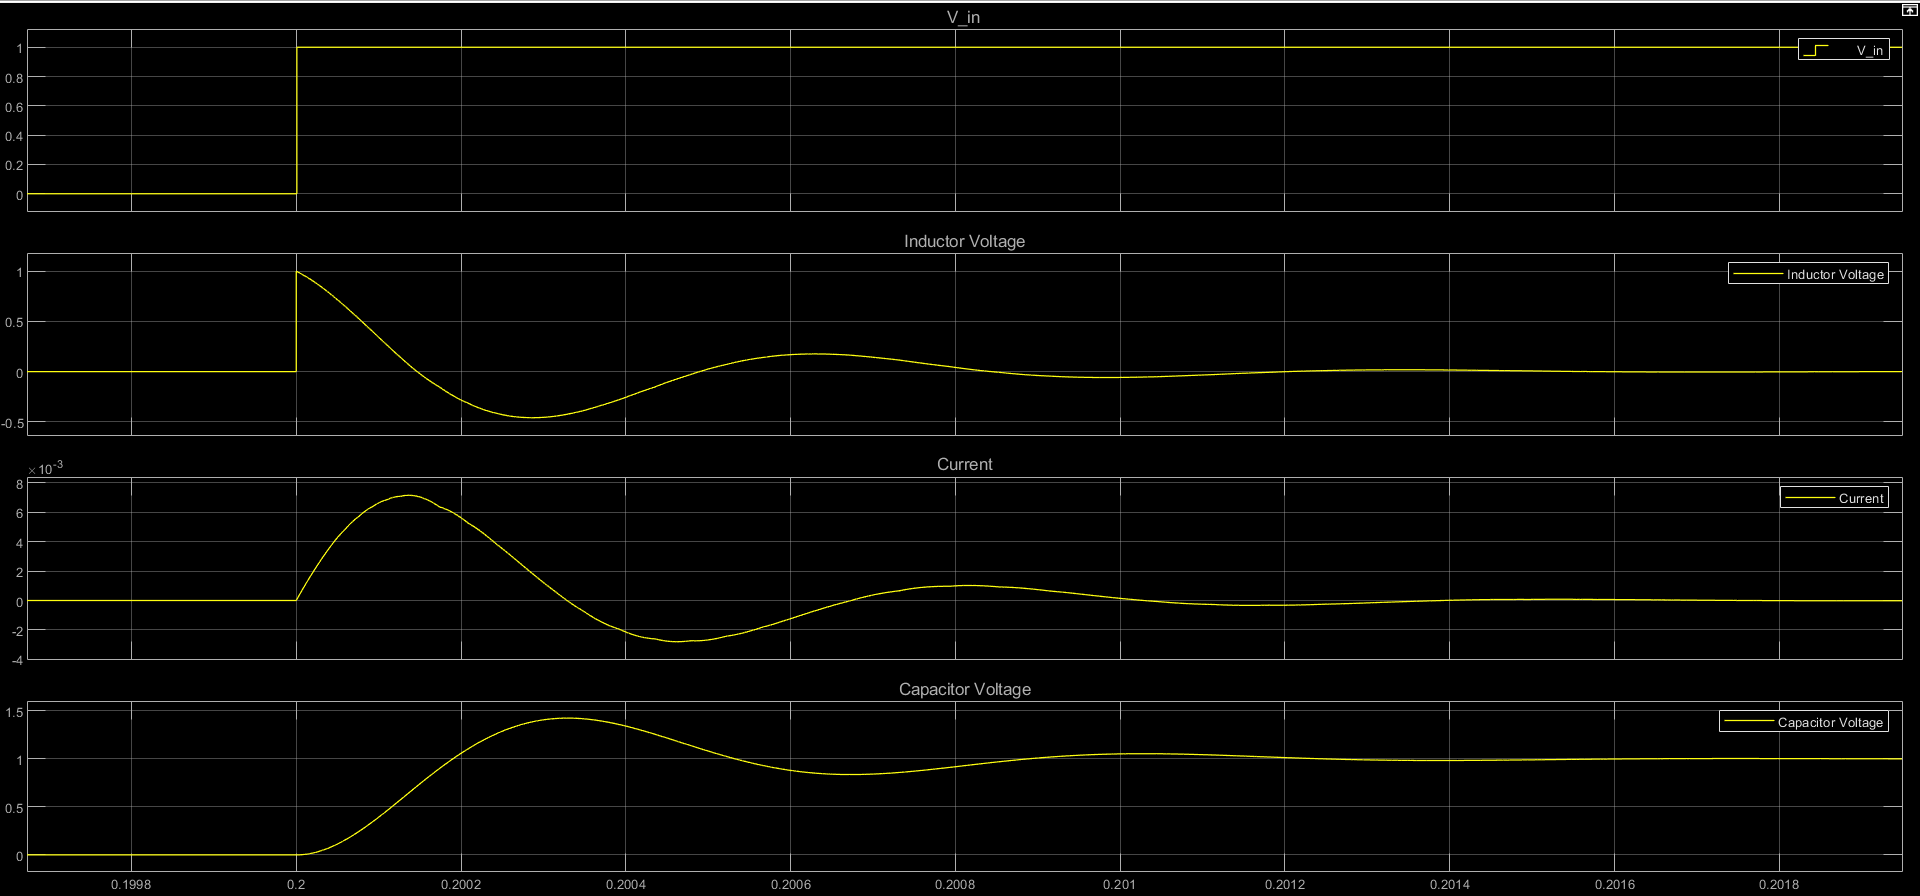 V_in
V_in
1
0.8
0.6
0.4
0.2
0
Inductor Voltage
Inductor Voltage
1
0.5
0
-0.5
Current
×10-3
Current
8
6
4
2
0
-2
-4
Capacitor Voltage
Capacitor Voltage
1.5
1
0.5
0
0.1998 0.2 0.2002 0.2004 0.2006 0.2008 0.201 0.2012 0.2014 0.2016 0.2018